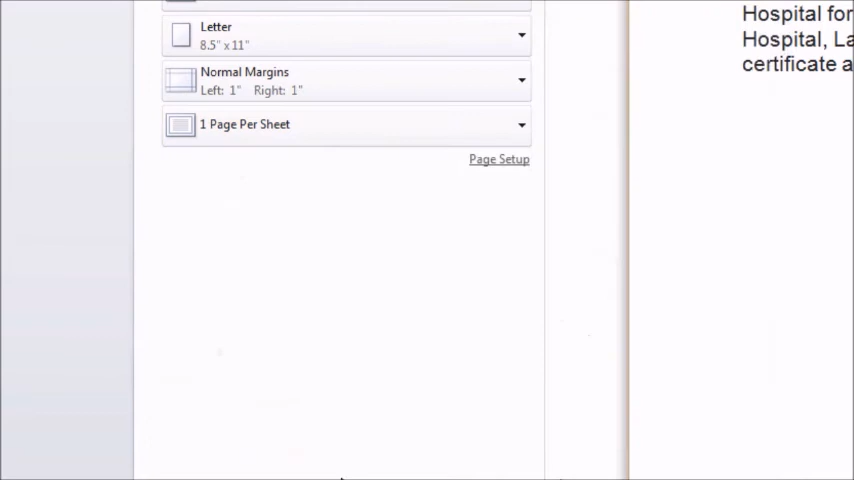 Letter
8.5" x 11"
Normal Margins
Left: 1" Right: 1"
1 Page Per Sheet
Page Setup
Hospital for
Hospital, La
certificate a